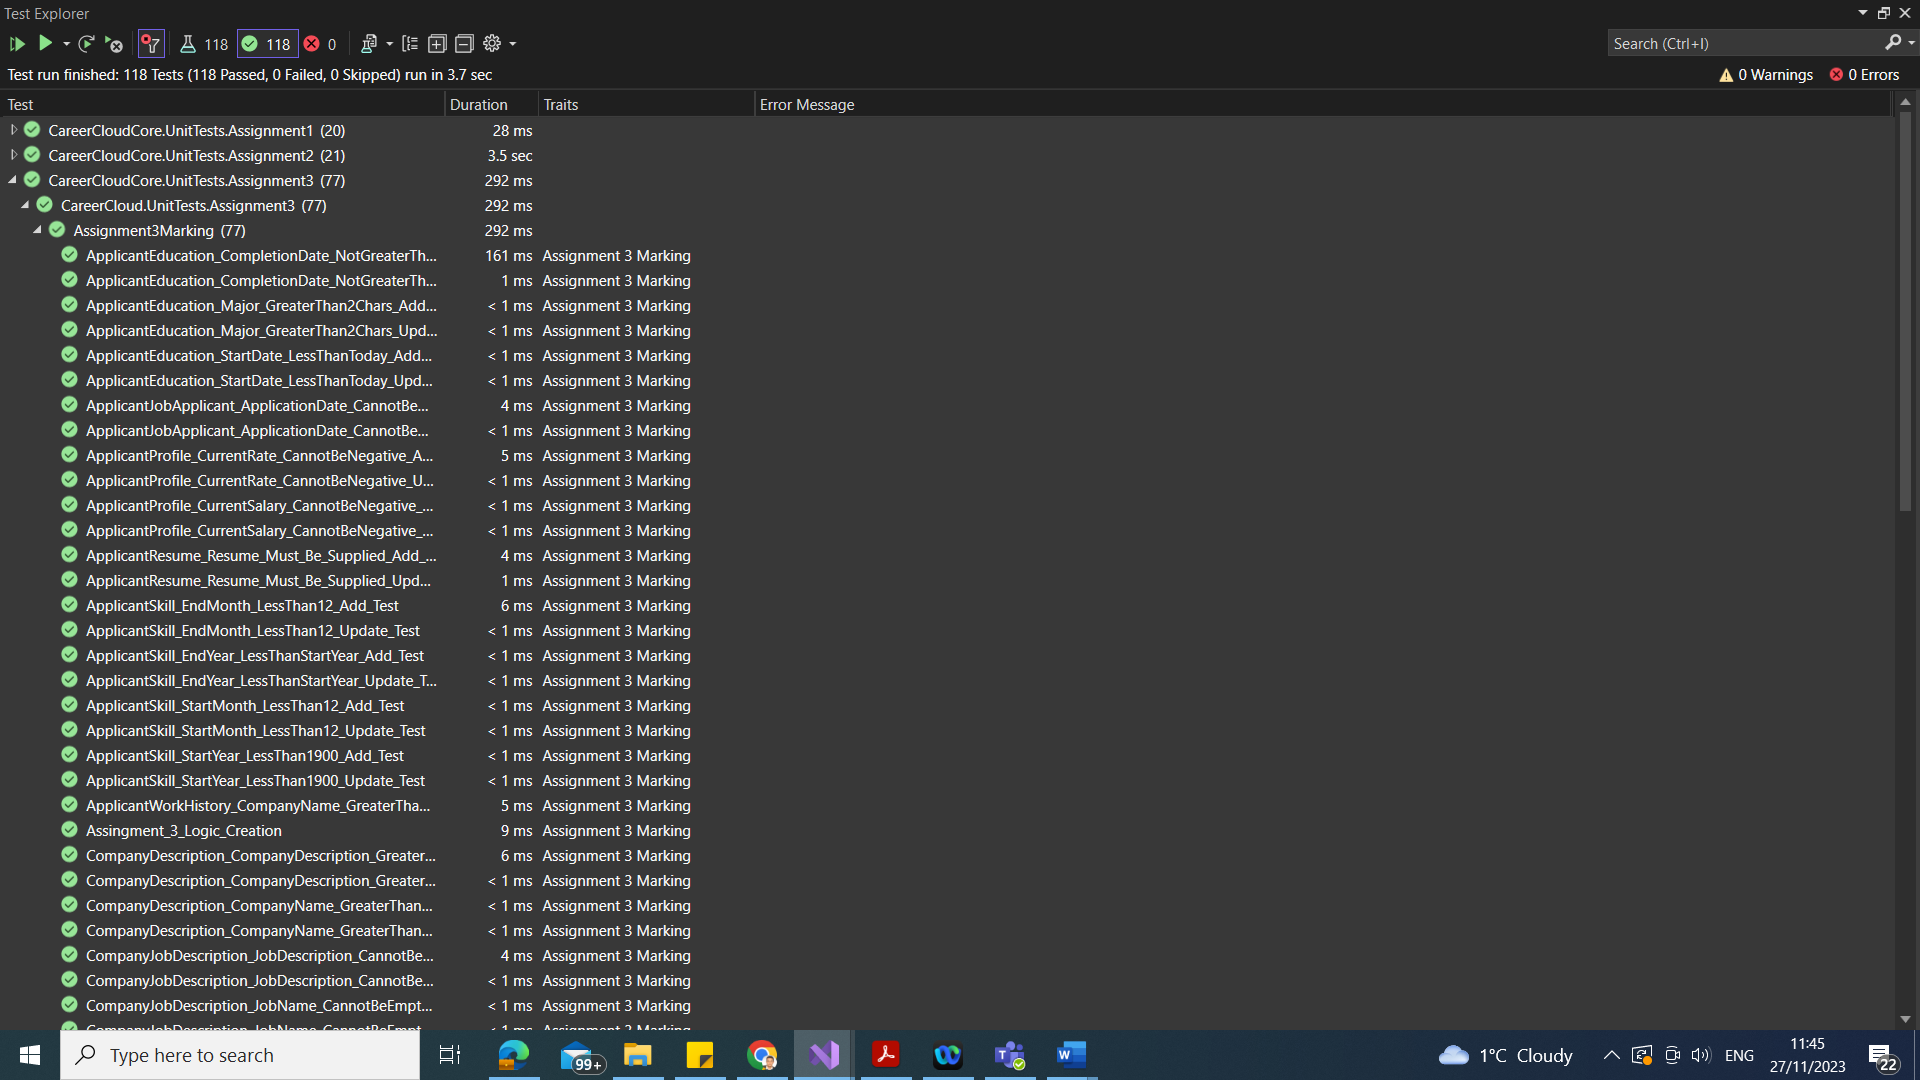 Test Explorer
118 118 0
Search (Ctrl+I)
Test run finished: 118 Tests (118 Passed, 0 Failed, 0 Skipped) run in 3.7 sec
0 Warnings 0 Errors
Test Duration Traits Error Message
CareerCloudCore.UnitTests.Assignment1 (20) 28 ms
CareerCloudCore.UnitTests.Assignment2 (21) 3.5 sec
CareerCloudCore.UnitTests.Assignment3 (77) 292 ms
CareerCloud.UnitTests.Assignment3 (77) 292 ms
Assignment3Marking (77) 292 ms
ApplicantEducation_CompletionDate_NotGreaterTh... 161 ms Assignment 3 Marking
ApplicantEducation_CompletionDate_NotGreaterTh... 1 ms Assignment 3 Marking
ApplicantEducation_Major_GreaterThan2Chars_Add... < 1 ms Assignment 3 Marking
ApplicantEducation_Major_GreaterThan2Chars_Upd... < 1 ms Assignment 3 Marking
ApplicantEducation_StartDate_LessThanToday_Add... < 1 ms Assignment 3 Marking
ApplicantEducation_StartDate_LessThanToday_Upd... < 1 ms Assignment 3 Marking
ApplicantJobApplicant_ApplicationDate_CannotBe... 4 ms Assignment 3 Marking
ApplicantJobApplicant_ApplicationDate_CannotBe... < 1 ms Assignment 3 Marking
ApplicantProfile_CurrentRate_CannotBeNegative_A... 5 ms Assignment 3 Marking
ApplicantProfile_CurrentRate_CannotBeNegative_U... < 1 ms Assignment 3 Marking
ApplicantProfile_CurrentSalary_CannotBeNegative_... < 1 ms Assignment 3 Marking
ApplicantProfile_CurrentSalary_CannotBeNegative_... < 1 ms Assignment 3 Marking
ApplicantResume_Resume_Must_Be_Supplied_Add_... 4 ms Assignment 3 Marking
ApplicantResume_Resume_Must_Be_Supplied_Upd... 1 ms Assignment 3 Marking
ApplicantSkill_EndMonth_LessThan12_Add_Test 6 ms Assignment 3 Marking
ApplicantSkill_EndMonth_LessThan12_Update_Test < 1 ms Assignment 3 Marking
ApplicantSkill_EndYear_LessThanStartYear_Add_Test < 1 ms Assignment 3 Marking
ApplicantSkill_EndYear_LessThanStartYear_Update_T... < 1 ms Assignment 3 Marking
ApplicantSkill_StartMonth_LessThan12_Add_Test < 1 ms Assignment 3 Marking
ApplicantSkill_StartMonth_LessThan12_Update_Test < 1 ms Assignment 3 Marking
ApplicantSkill_StartYear_LessThan1900_Add_Test < 1 ms Assignment 3 Marking
ApplicantSkill_StartYear_LessThan1900_Update_Test < 1 ms Assignment 3 Marking
ApplicantWorkHistory_CompanyName_GreaterTha... 5 ms Assignment 3 Marking
Assingment_3_Logic_Creation 9 ms Assignment 3 Marking
CompanyDescription_CompanyDescription_Greater... 6 ms Assignment 3 Marking
CompanyDescription_CompanyDescription_Greater... < 1 ms Assignment 3 Marking
CompanyDescription_CompanyName_GreaterThan... < 1 ms Assignment 3 Marking
CompanyDescription_CompanyName_GreaterThan... < 1 ms Assignment 3 Marking
CompanyJobDescription_JobDescription_CannotBe... 4 ms Assignment 3 Marking
CompanyJobDescription_JobDescription_CannotBe... < 1 ms Assignment 3 Marking
CompanyJobDescription_JobName_CannotBeEmpt... < 1 ms Assignment 3 Marking
CompanyJobDescription_JobName_CannotBeEmpt... < 1 ms Assignment 3 Marking
Type here to search
99+
1°C Cloudy
ENG
11:45
27/11/2023
22